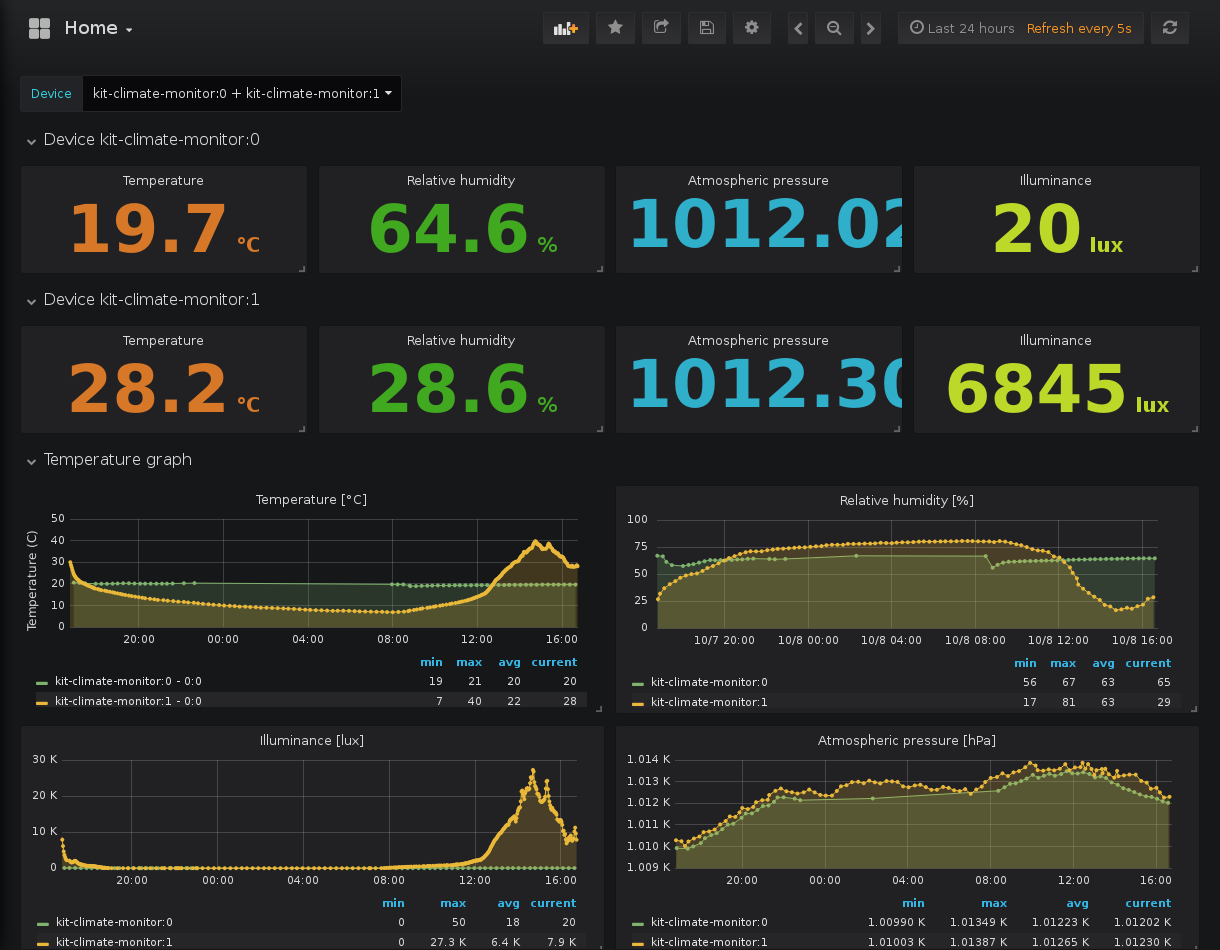 Home
Last 24 hours Refresh every 5s
Device kit-climate-monitor:0 + kit-climate-monitor:1
Device kit-climate-monitor:0
Temperature Relative humidity Atmospheric pressure Illuminance
19.7 °C 64.6 % 1012.02 20 lux
Device kit-climate-monitor:1
Temperature Relative humidity Atmospheric pressure Illuminance
28.2 °C 28.6 % 1012.30 6845 lux
Temperature graph
Temperature [°C]
Temperature (C)
50
40
30
20
10
0
20:00 00:00 04:00 08:00 12:00 16:00
min max avg current
kit-climate-monitor:0 - 0:0 19 21 20 20
kit-climate-monitor:1 - 0:0 7 40 22 28
Relative humidity [%]
100
75
50
25
0
10/7 20:00 10/8 00:00 10/8 04:00 10/8 08:00 10/8 12:00 10/8 16:00
min max avg current
kit-climate-monitor:0 56 67 63 65
kit-climate-monitor:1 17 81 63 29
Illuminance [lux]
30 K
20 K
10 K
0
20:00 00:00 04:00 08:00 12:00 16:00
min max avg current
kit-climate-monitor:0 0 50 18 20
kit-climate-monitor:1 0 27.3 K 6.4 K 7.9 K
Atmospheric pressure [hPa]
1.014 K
1.013 K
1.012 K
1.011 K
1.010 K
1.009 K
20:00 00:00 04:00 08:00 12:00 16:00
min max avg current
kit-climate-monitor:0 1.00990 K 1.01349 K 1.01223 K 1.01202 K
kit-climate-monitor:1 1.01003 K 1.01387 K 1.01265 K 1.01230 K